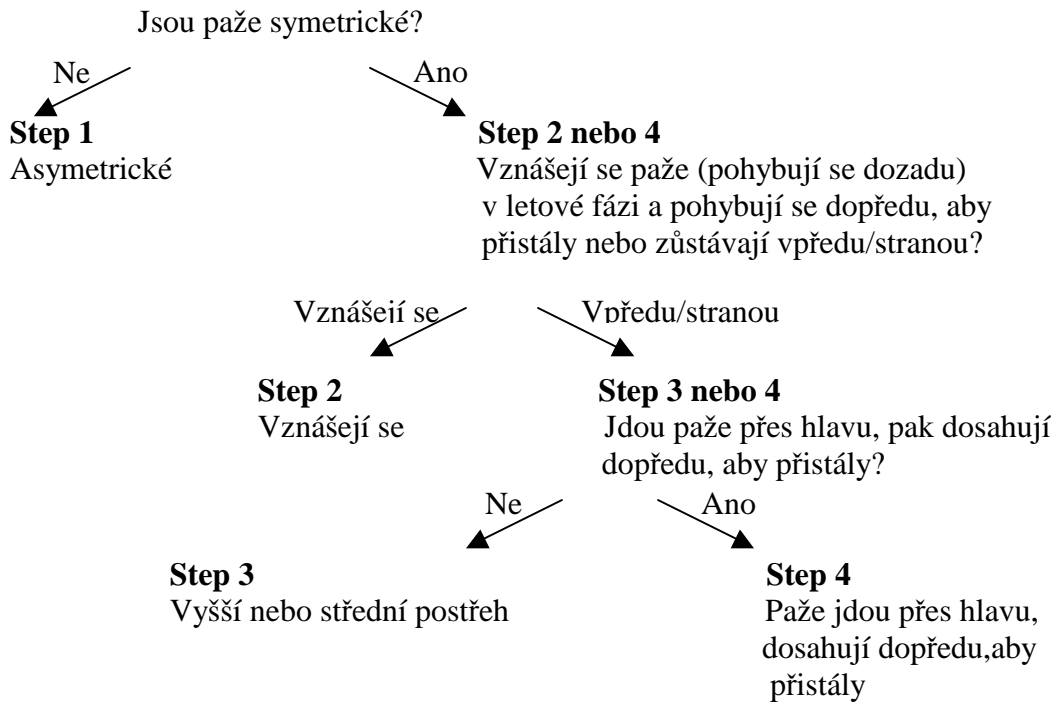 Jsou paže symetrické?
Ne Ano
Step 1 Step 2 nebo 4
Asymetrické Vznášejí se paže (pohybují se dozadu)
v letové fázi a pohybují se dopředu, aby
přistály nebo zůstávají vpředu/stranou?
Vznášejí se Vpředu/stranou
Step 2 Step 3 nebo 4
Vznášejí se Jdou paže přes hlavu, pak dosahují
dopředu, aby přistály?
Ne Ano
Step 3 Step 4
Vyšší nebo střední postřeh Paže jdou přes hlavu,
dosahují dopředu,aby
přistály